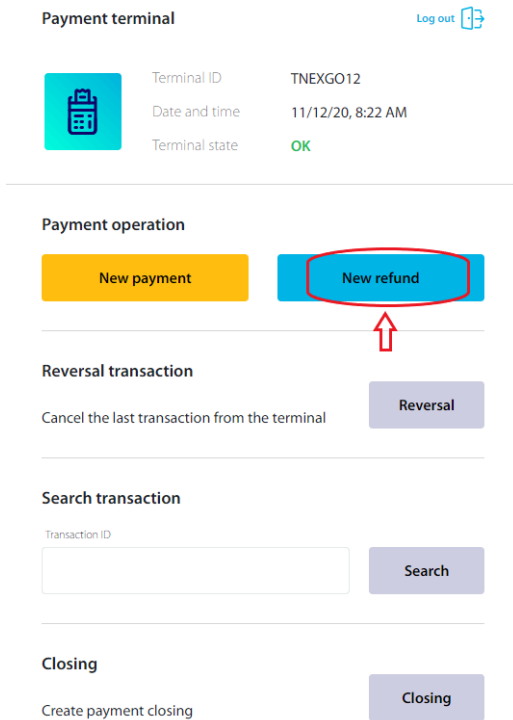 Payment terminal
Log out
Terminal ID TNEXGO12
Date and time 11/12/20, 8:22 AM
Terminal state OK
Payment operation
New payment
New refund
Reversal transaction
Cancel the last transaction from the terminal
Reversal
Search transaction
Transaction ID
Search
Closing
Create payment closing
Closing